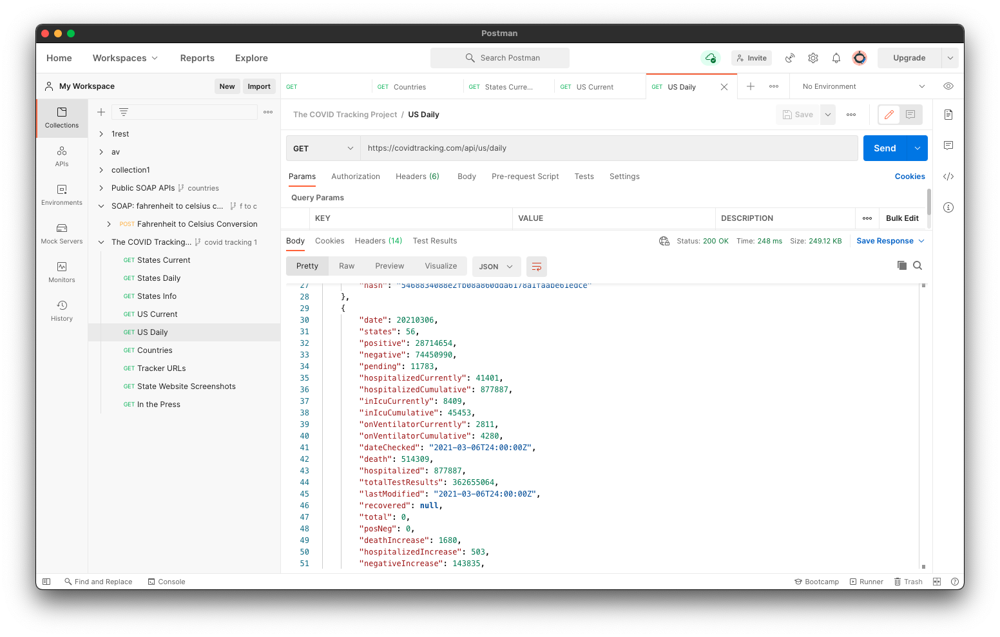 Postman
Home Workspaces Reports Explore Search Postman Invite Upgrade
My Workspace New Import GET GET Countries GET States Curre... GET US Current GET US Daily No Environment
Collections
APIs
Environments
Mock Servers
Monitors
History
1rest
av
collection1
Public SOAP APIs countries
SOAP: fahrenheit to celsius c... f to c
POST Fahrenheit to Celsius Conversion
The COVID Tracking... covid tracking 1
GET States Current
GET States Daily
GET States Info
GET US Current
GET US Daily
GET Countries
GET Tracker URLs
GET State Website Screenshots
GET In the Press
The COVID Tracking Project / US Daily Save
GET https://covidtracking.com/api/us/daily Send
Params Authorization Headers (6) Body Pre-request Script Tests Settings Cookies
Query Params
KEY VALUE DESCRIPTION Bulk Edit
Body Cookies Headers (14) Test Results Status: 200 OK Time: 248 ms Size: 249.12 KB Save Response
Pretty Raw Preview Visualize JSON
27 "hash": 
28 },
29 {
30 "date": 20210306,
31 "states": 56,
32 "positive": 28714654,
33 "negative": 74450990,
34 "pending": 11783,
35 "hospitalizedCurrently": 41401,
36 "hospitalizedCumulative": 877887,
37 "inIcuCurrently": 8409,
38 "inIcuCumulative": 45453,
39 "onVentilatorCurrently": 2811,
40 "onVentilatorCumulative": 4280,
41 "dateChecked": "2021-03-06T24:00:00Z",
42 "death": 514309,
43 "hospitalized": 877887,
44 "totalTestResults": 362655064,
45 "lastModified": "2021-03-06T24:00:00Z",
46 "recovered": null,
47 "total": 0,
48 "posNeg": 0,
49 "deathIncrease": 1680,
50 "hospitalizedIncrease": 503,
51 "negativeIncrease": 143835,
Find and Replace Console Bootcamp Runner Trash